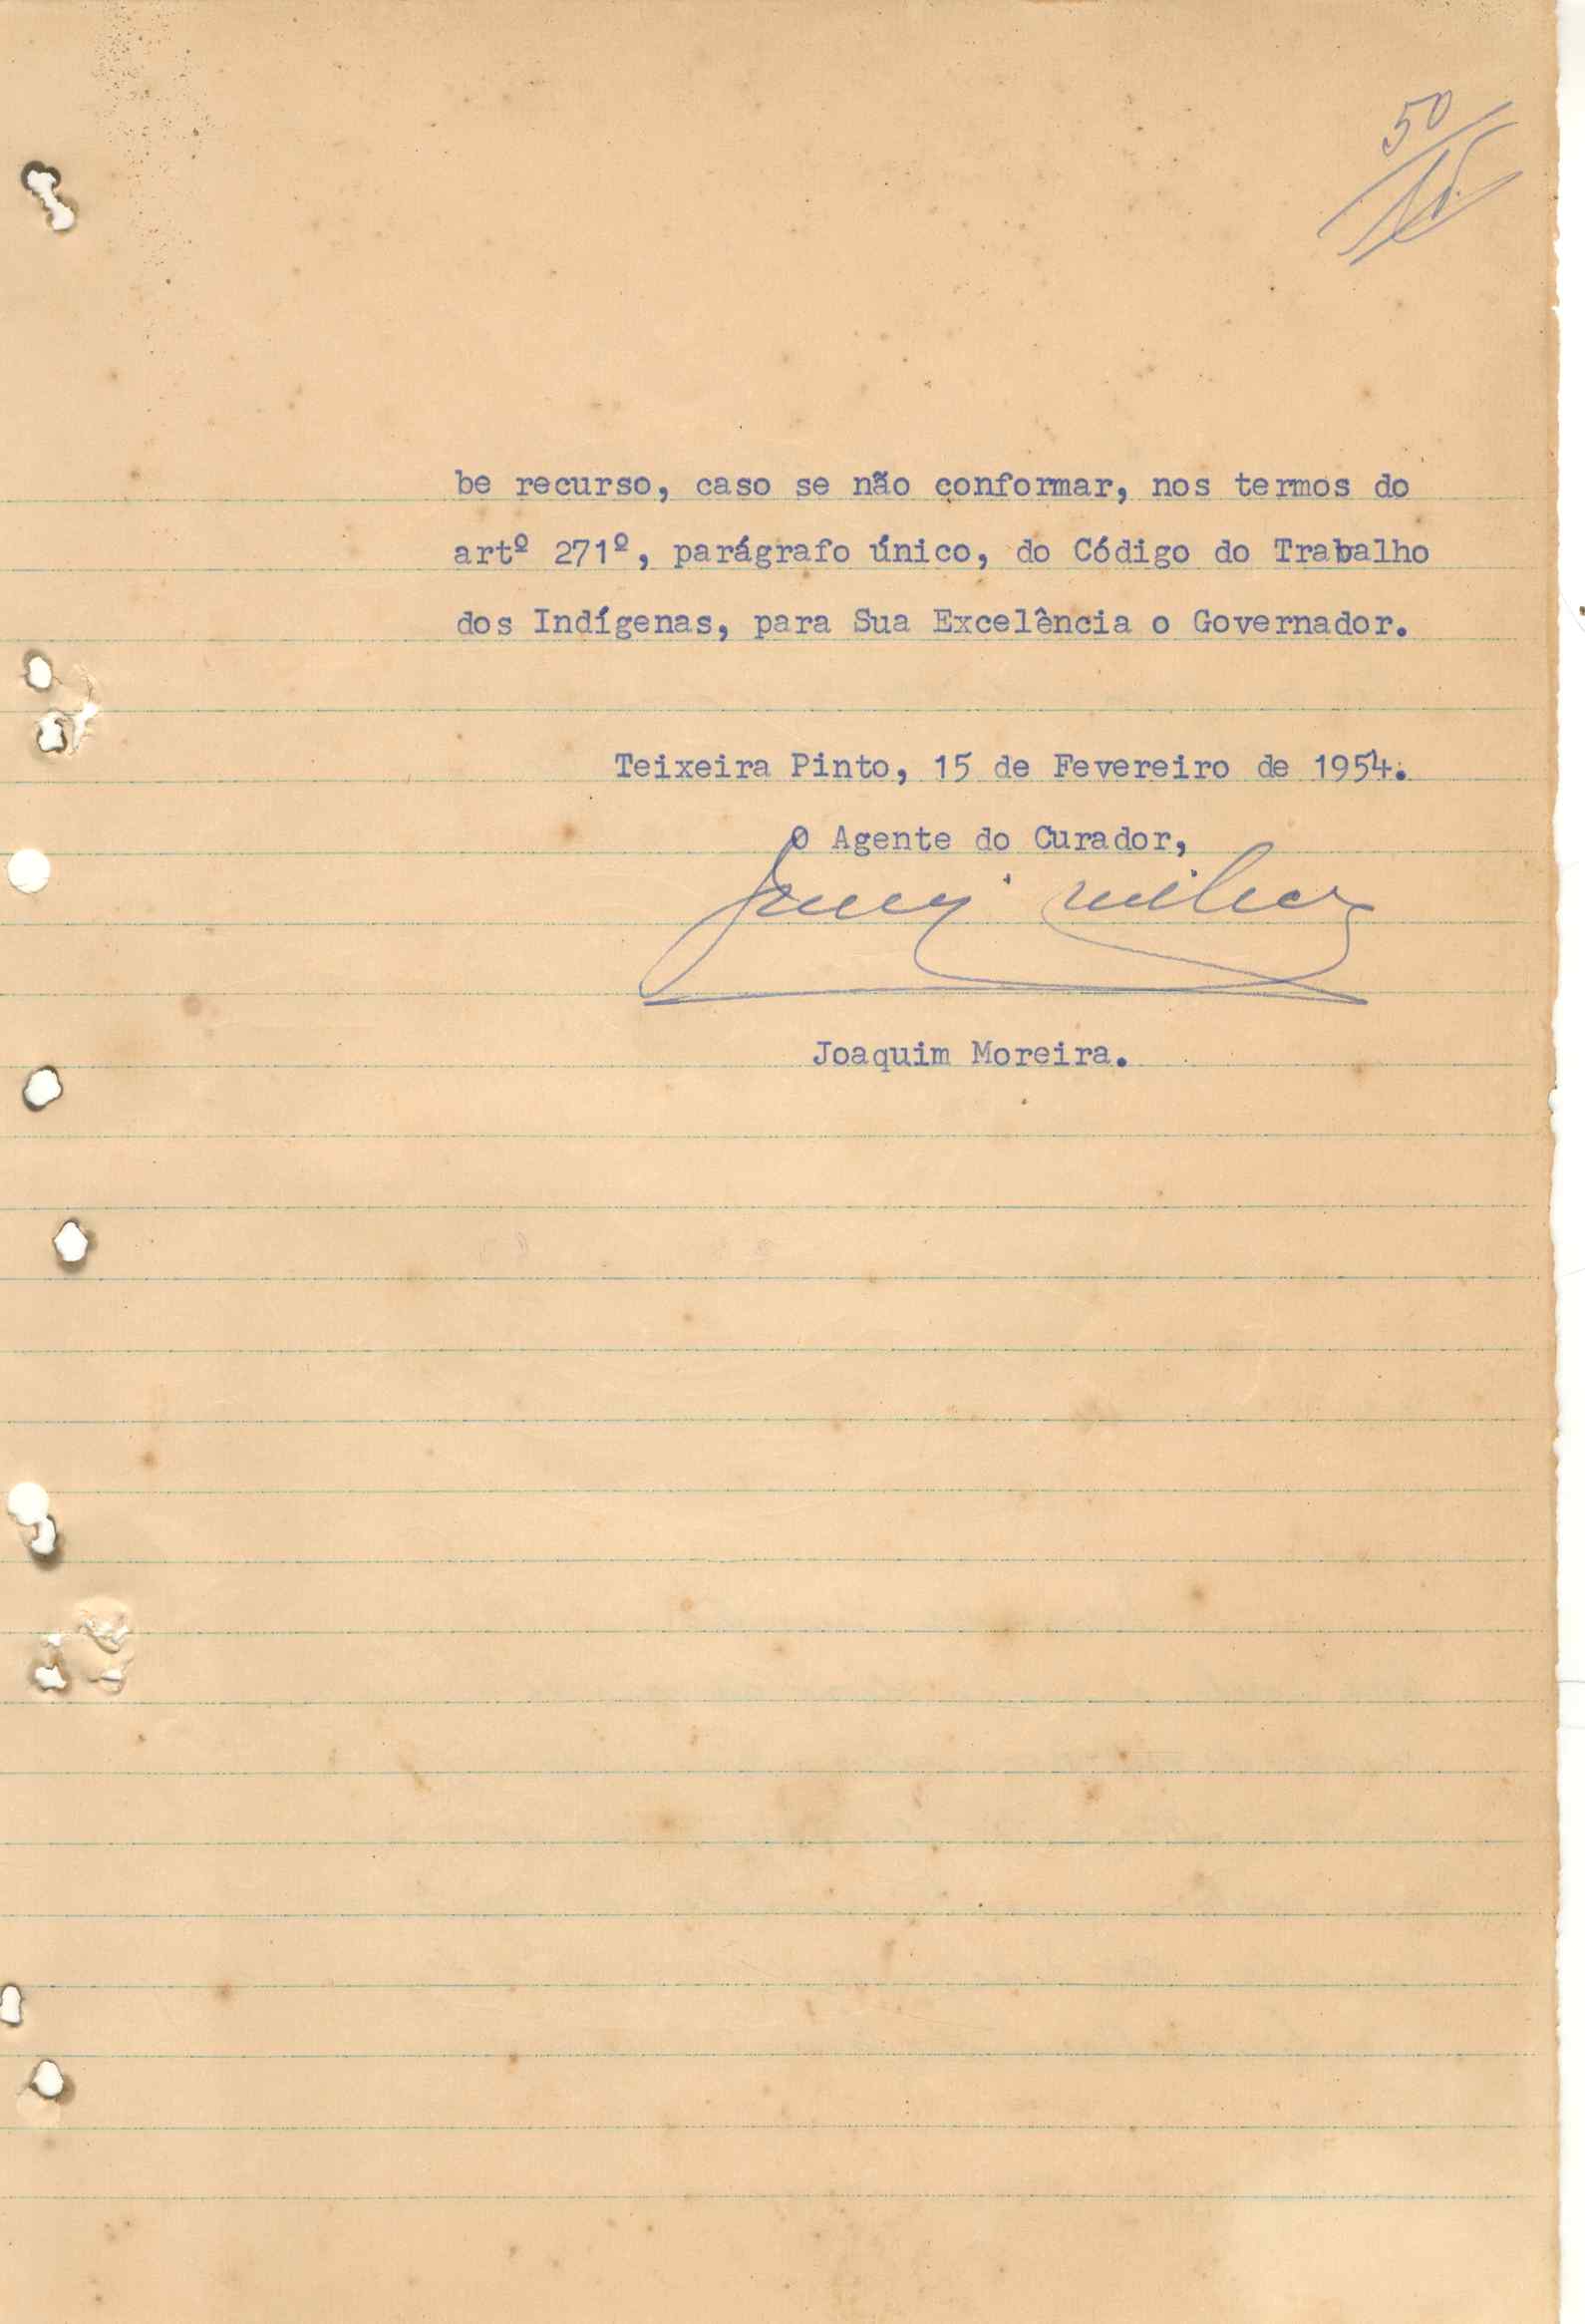 50
be recurso, caso se não conformar, nos termos do
artº 271º, parágrafo único, do Código do Trabalho
dos Indígenas, para Sua Excelência o Governador.
Teixeira Pinto, 15 de Fevereiro de 1954.
O Agente do Curador,
Joaquim Moreira.